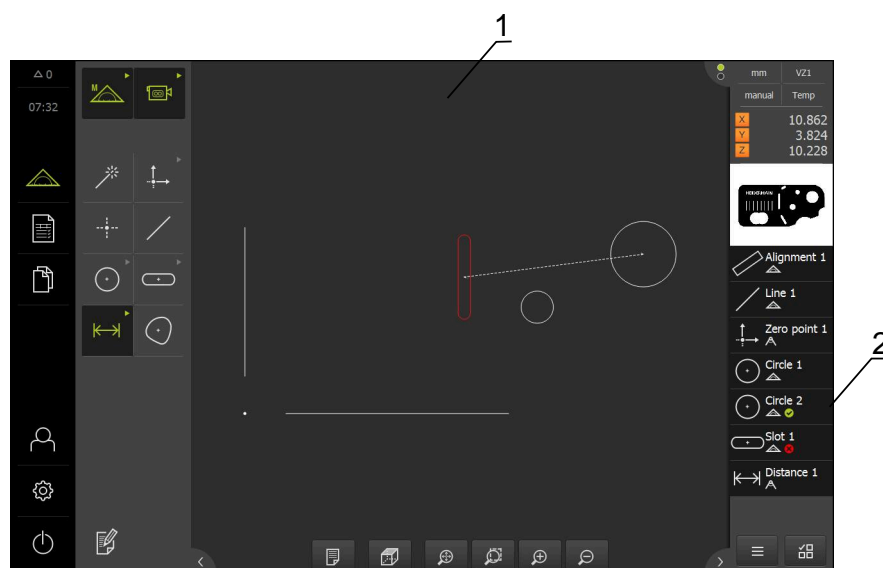 1
△ 0
mm VZ1
07:32
M
manual Temp
X 10.862
Y 3.824
Z 10.228
HEIDENHAIN
Alignment 1
Line 1
Zero point 1
Circle 1
2
Circle 2
Slot 1
Distance 1